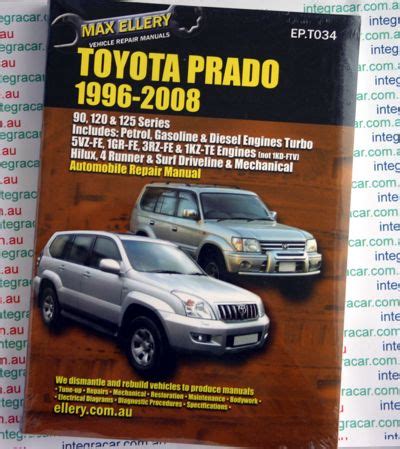 MAX ELLERY
VEHICLE REPAIR MANUALS
EP.T034
TOYOTA PRADO
1996-2008
90, 120 & 125 Series
Includes: Petrol, Gasoline & Diesel Engines Turbo
5VZ-FE, 1GR-FE, 3RZ-FE & 1KZ-TE Engines (not 1KD-FTV)
Hilux, 4 Runner & Surf Driveline & Mechanical
Automobile Repair Manual
We dismantle and rebuild vehicles to produce manuals
• Tune-up • Repairs • Mechanical • Restoration • Maintenance • Bodywork •
• Electrical Diagrams • Diagnostic Procedures • Specifications •
ellery.com.au
integracar.com.au